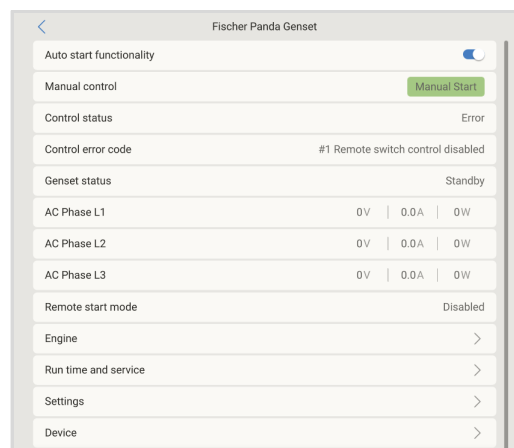 Fischer Panda Genset
Auto start functionality
Manual control Manual Start
Control status Error
Control error code #1 Remote switch control disabled
Genset status Standby
AC Phase L1 0V 0.0A 0W
AC Phase L2 0V 0.0A 0W
AC Phase L3 0V 0.0A 0W
Remote start mode Disabled
Engine
Run time and service
Settings
Device